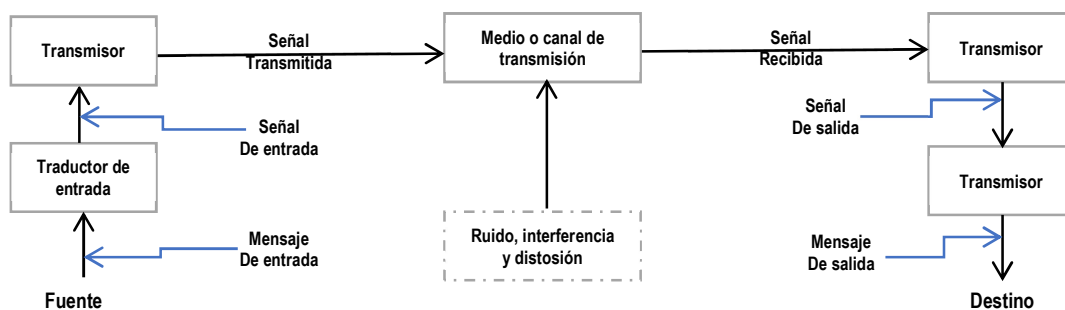 Transmisor
Señal
Transmitida
Medio o canal de
transmisión
Señal
Recibida
Transmisor
Señal
De entrada
Señal
De salida
Traductor de
entrada
Transmisor
Mensaje
De entrada
Ruido, interferencia
y distosión
Mensaje
De salida
Fuente
Destino